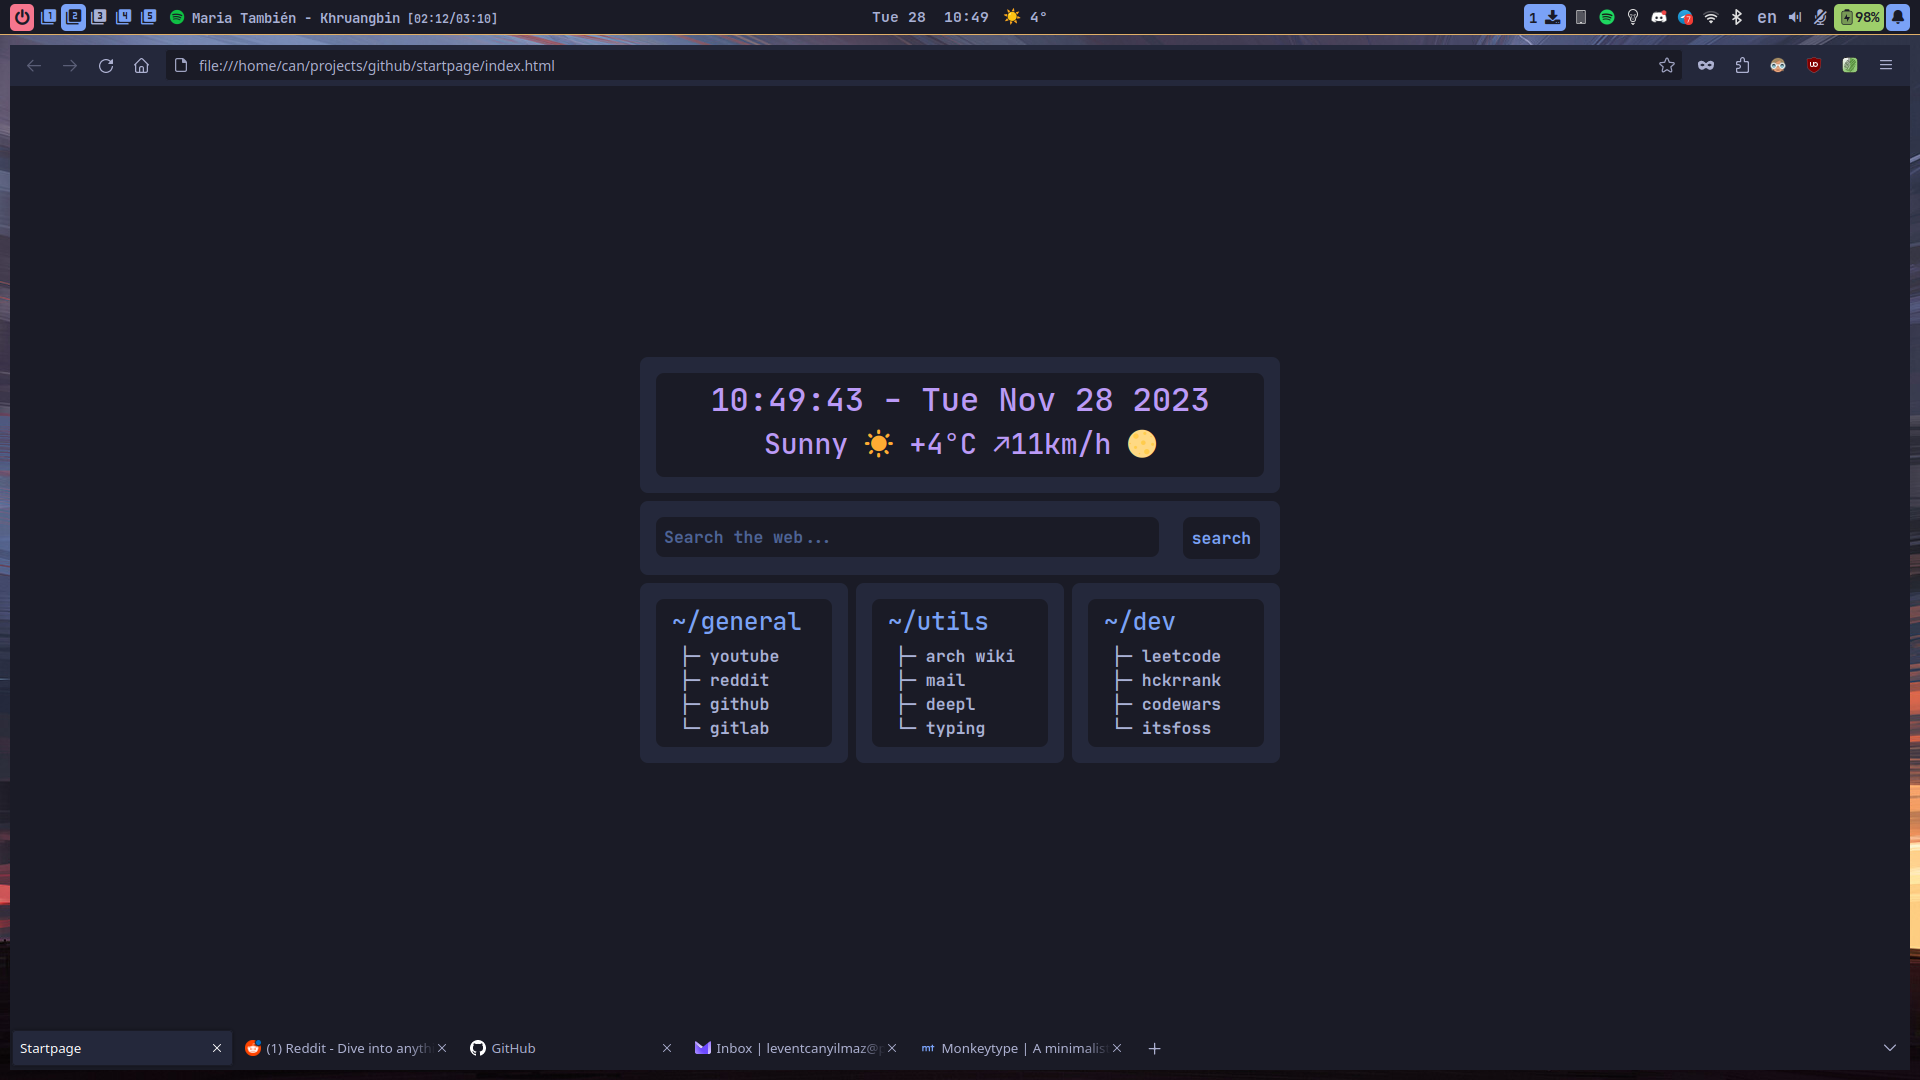 1 2 3 4 5 Maria También - Khruangbin [02:12/03:10] Tue 28 10:49 4° 1 7 en 98%
file:///home/can/projects/github/startpage/index.html
10:49:43 - Tue Nov 28 2023
Sunny ☀️ +4°C ↗11km/h 🌕
Search the web...
search
~/general
├─ youtube
├─ reddit
├─ github
└─ gitlab
~/utils
├─ arch wiki
├─ mail
├─ deepl
└─ typing
~/dev
├─ leetcode
├─ hckrrank
├─ codewars
└─ itsfoss
Startpage (1) Reddit - Dive into anyth GitHub Inbox | leventcanyilmaz@p mt Monkeytype | A minimalis